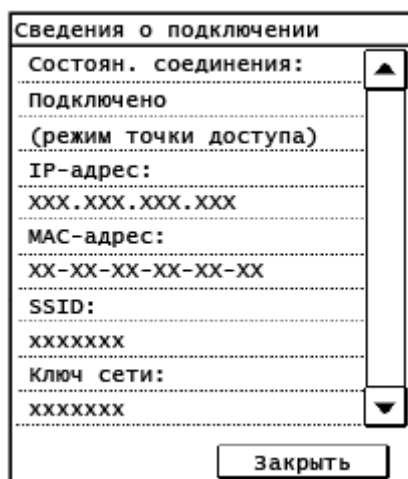 Сведения о подключении
Состоян. соединения:
Подключено
(режим точки доступа)
IP-адрес:
XXX.XXX.XXX.XXX
MAC-адрес:
XX-XX-XX-XX-XX-XX
SSID:
xxxxxxx
Ключ сети:
xxxxxxx
Закрыть